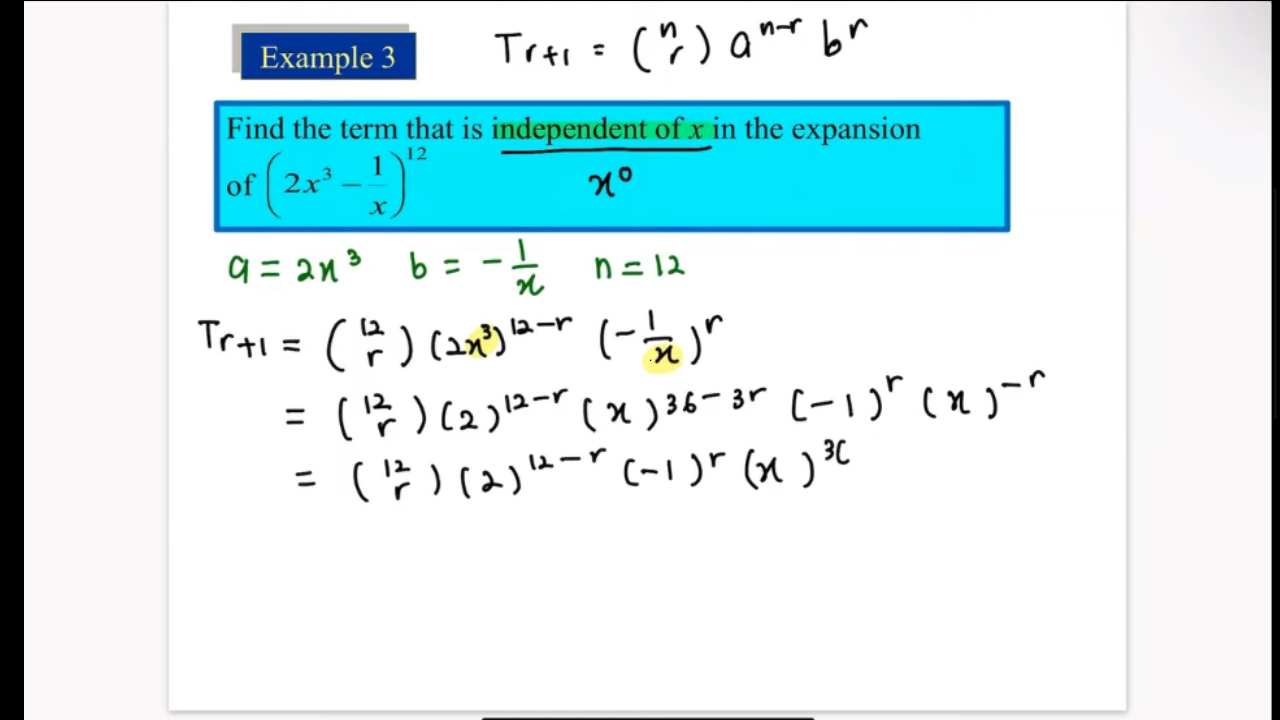 Example 3
Tr+1 = (n r) a^n-r b^r
Find the term that is independent of x in the expansion
of (2x³ − 1/x)^12
x⁰
a = 2x³ b = -1/x n = 12
Tr+1 = (12 r) (2x³)^12-r (-1/x)^r
= (12 r) (2)^12-r (x)^36-3r (-1)^r (x)^-r
= (12 r) (2)^12-r (-1)^r (x)^3